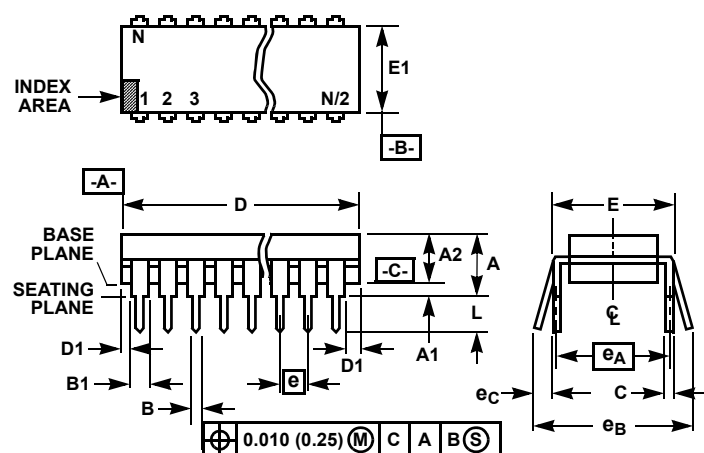 N
E1
INDEX
AREA
1 2 3 N/2
-B-
-A-
D
E
BASE
PLANE
A2
A
-C-
SEATING
PLANE
L
C
L
D1
A1
D1
eA
B1
e
eC
C
B
eB
0.010 (0.25) M C A B S